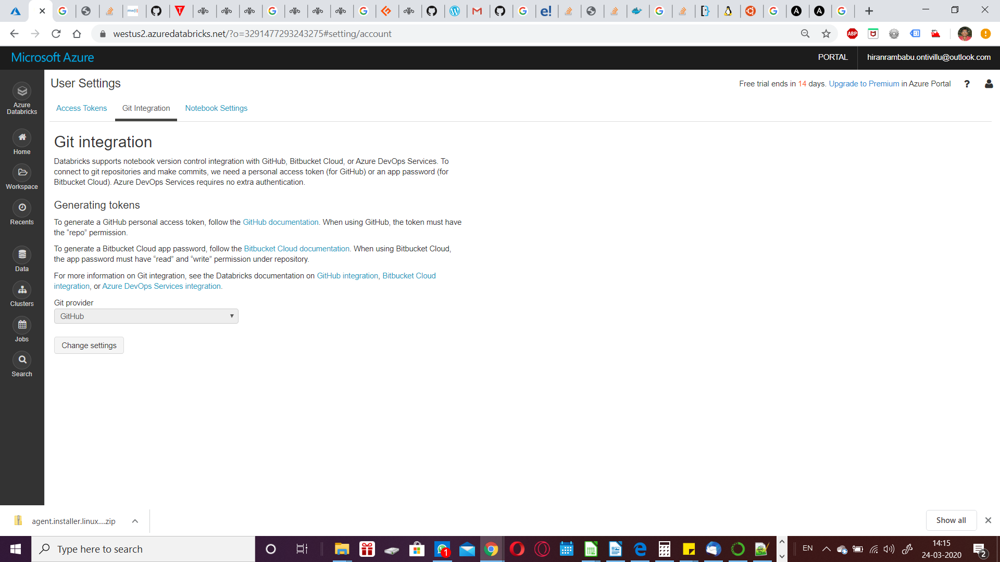 mw[i]
e!
westus2.azuredatabricks.net/?o=3291477293243275#setting/account
ABP
Microsoft Azure
PORTAL
hiranrambabu.ontivillu@outlook.com
User Settings
Free trial ends in 14 days. Upgrade to Premium in Azure Portal
?
Access Tokens
Git Integration
Notebook Settings
Azure
Databricks
Home
Workspace
Recents
Data
Clusters
Jobs
Search
Git integration
Databricks supports notebook version control integration with GitHub, Bitbucket Cloud, or Azure DevOps Services. To
connect to git repositories and make commits, we need a personal access token (for GitHub) or an app password (for
Bitbucket Cloud). Azure DevOps Services requires no extra authentication.
Generating tokens
To generate a GitHub personal access token, follow the GitHub documentation. When using GitHub, the token must have
the “repo” permission.
To generate a Bitbucket Cloud app password, follow the Bitbucket Cloud documentation. When using Bitbucket Cloud,
the app password must have “read” and “write” permission under repository.
For more information on Git integration, see the Databricks documentation on GitHub integration, Bitbucket Cloud
integration, or Azure DevOps Services integration.
Git provider
GitHub
Change settings
agent.installer.linux....zip
Show all
Type here to search
1
EN
14:15
24-03-2020
2